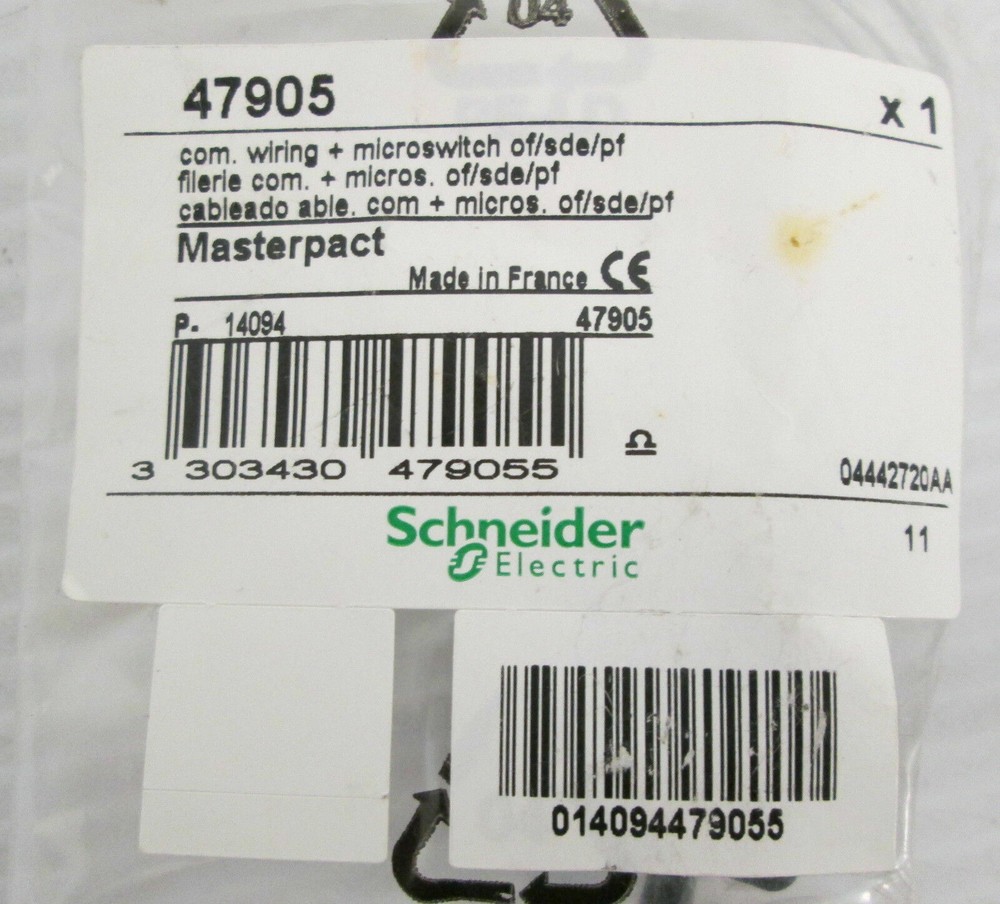 04
47905
x 1
com. wiring + microswitch of/sde/pf
filerie com. + micros. of/sde/pf
cableado able. com + micros. of/sde/pf
Masterpact
Made in France CE
P- 14094 47905
3 303430 479055
04442720AA
11
Schneider
Electric
014094479055